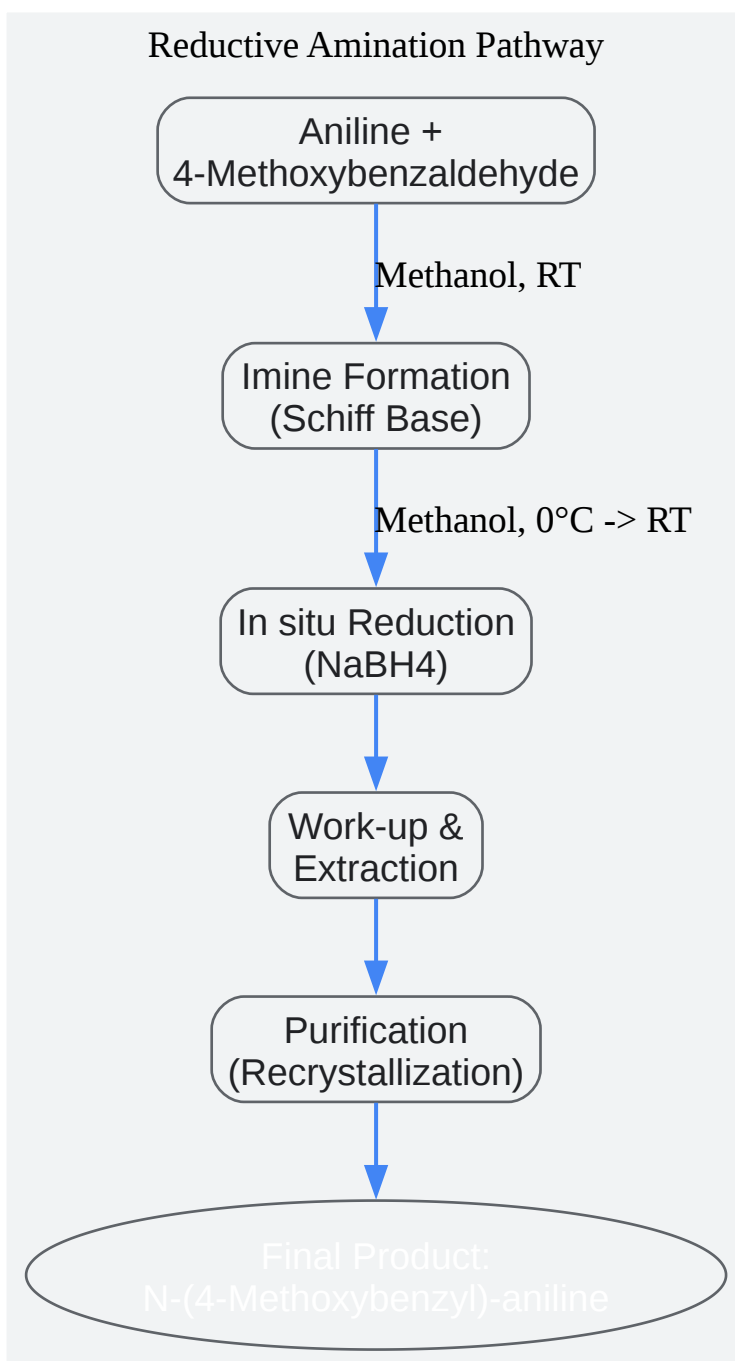 Reductive Amination Pathway
Aniline +
4-Methoxybenzaldehyde
Methanol, RT
Imine Formation
(Schiff Base)
Methanol, 0°C -> RT
In situ Reduction
(NaBH4)
Work-up &
Extraction
Purification
(Recrystallization)
Final Product:
N-(4-Methoxybenzyl)-aniline